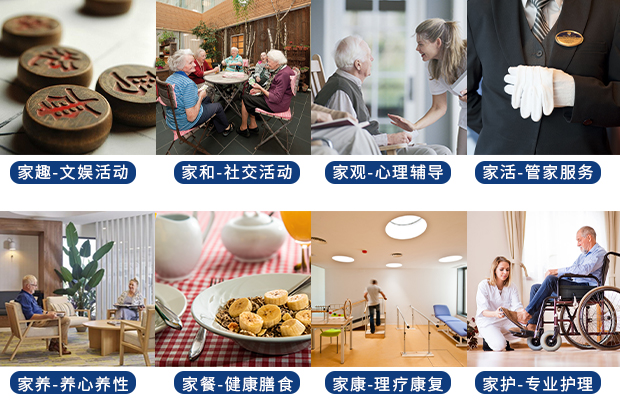 家趣-文娱活动
家和-社交活动
家观-心理辅导
家活-管家服务
家养-养心养性
家餐-健康膳食
家康-理疗康复
家护-专业护理